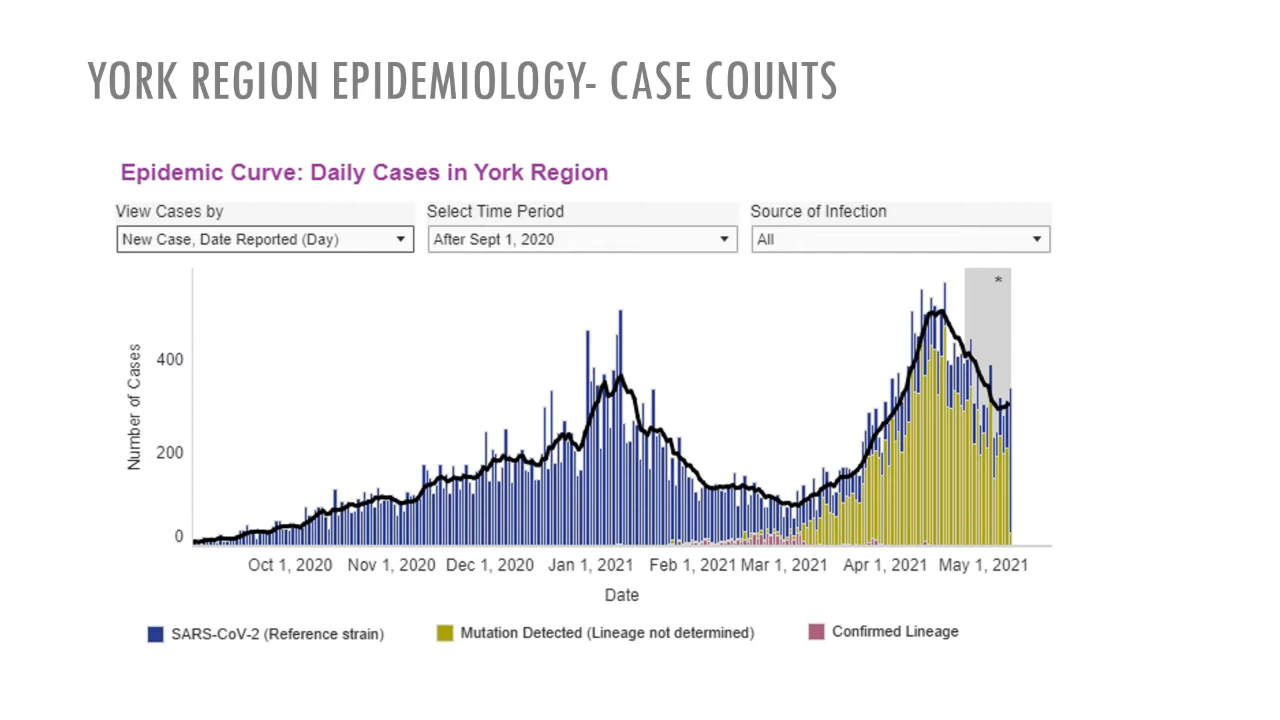 YORK REGION EPIDEMIOLOGY- CASE COUNTS
Epidemic Curve: Daily Cases in York Region
View Cases by
Select Time Period
Source of Infection
New Case, Date Reported (Day)
After Sept 1, 2020
All
*
Number of Cases
400
200
0
Oct 1, 2020
Nov 1, 2020
Dec 1, 2020
Jan 1, 2021
Feb 1, 2021
Mar 1, 2021
Apr 1, 2021
May 1, 2021
Date
SARS-CoV-2 (Reference strain)
Mutation Detected (Lineage not determined)
Confirmed Lineage